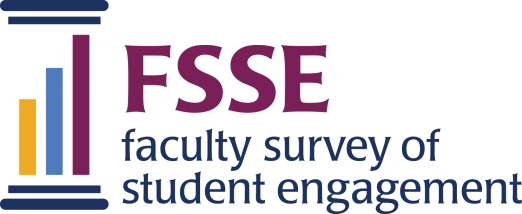 FSSE
faculty survey of
student engagement